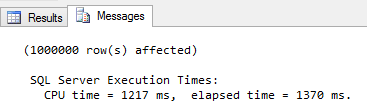 Results Messages
(1000000 row(s) affected)
SQL Server Execution Times:
CPU time = 1217 ms,  elapsed time = 1370 ms.